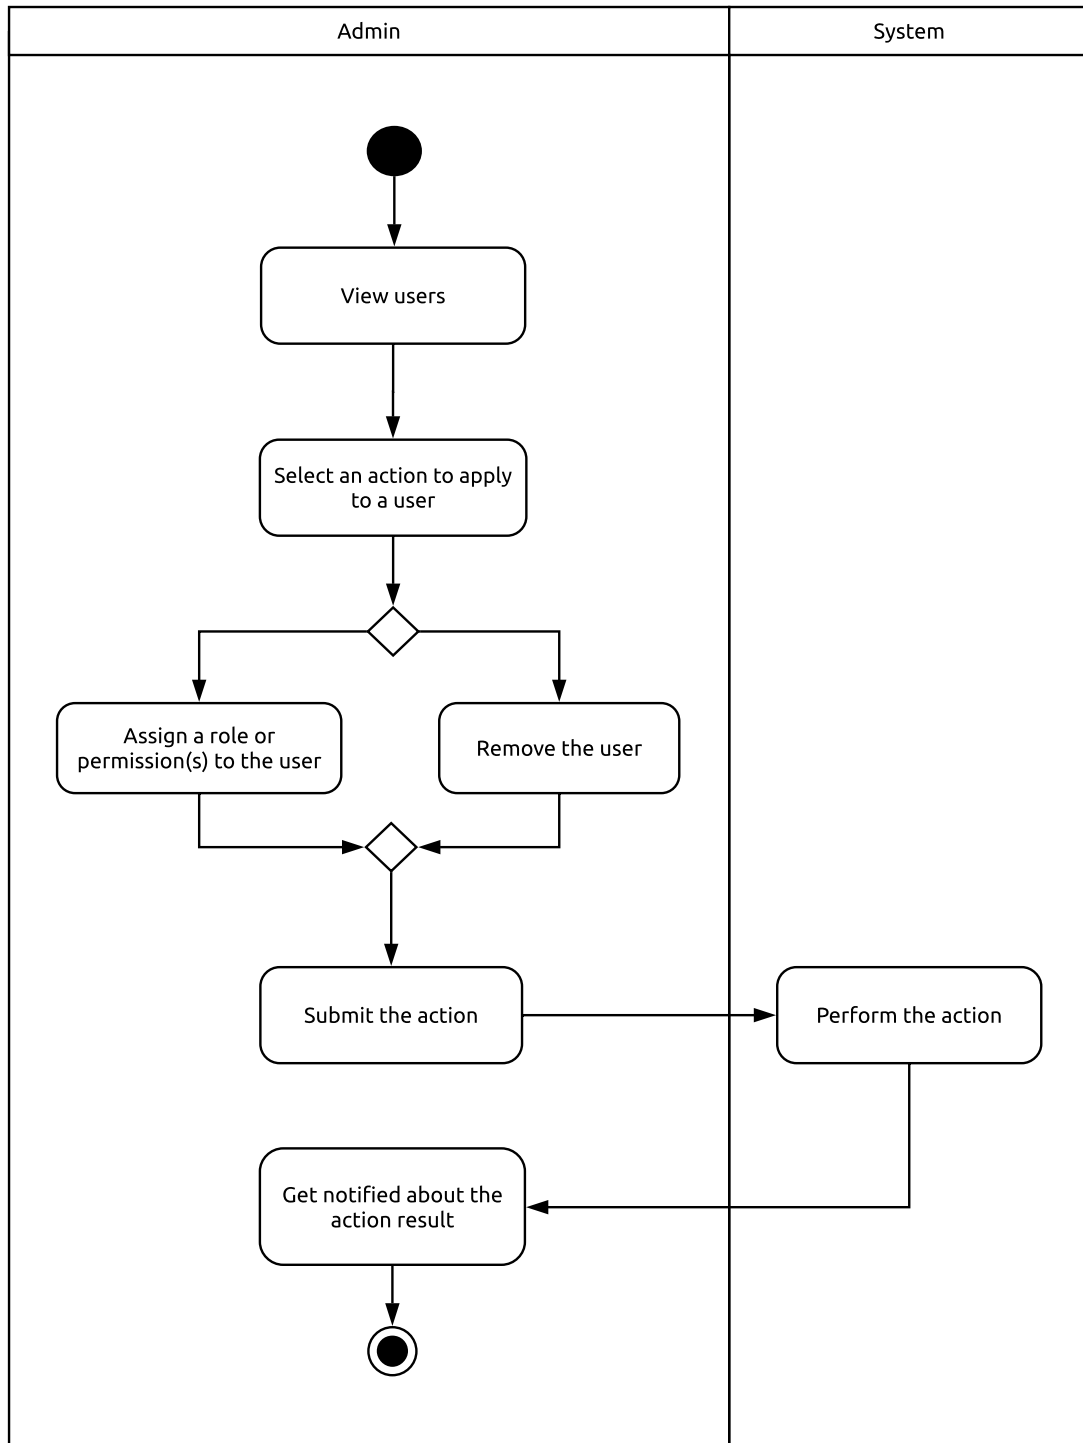 Admin
System
View users
Select an action to apply
to a user
Assign a role or
permission(s) to the user
Remove the user
Submit the action
Perform the action
Get notified about the
action result